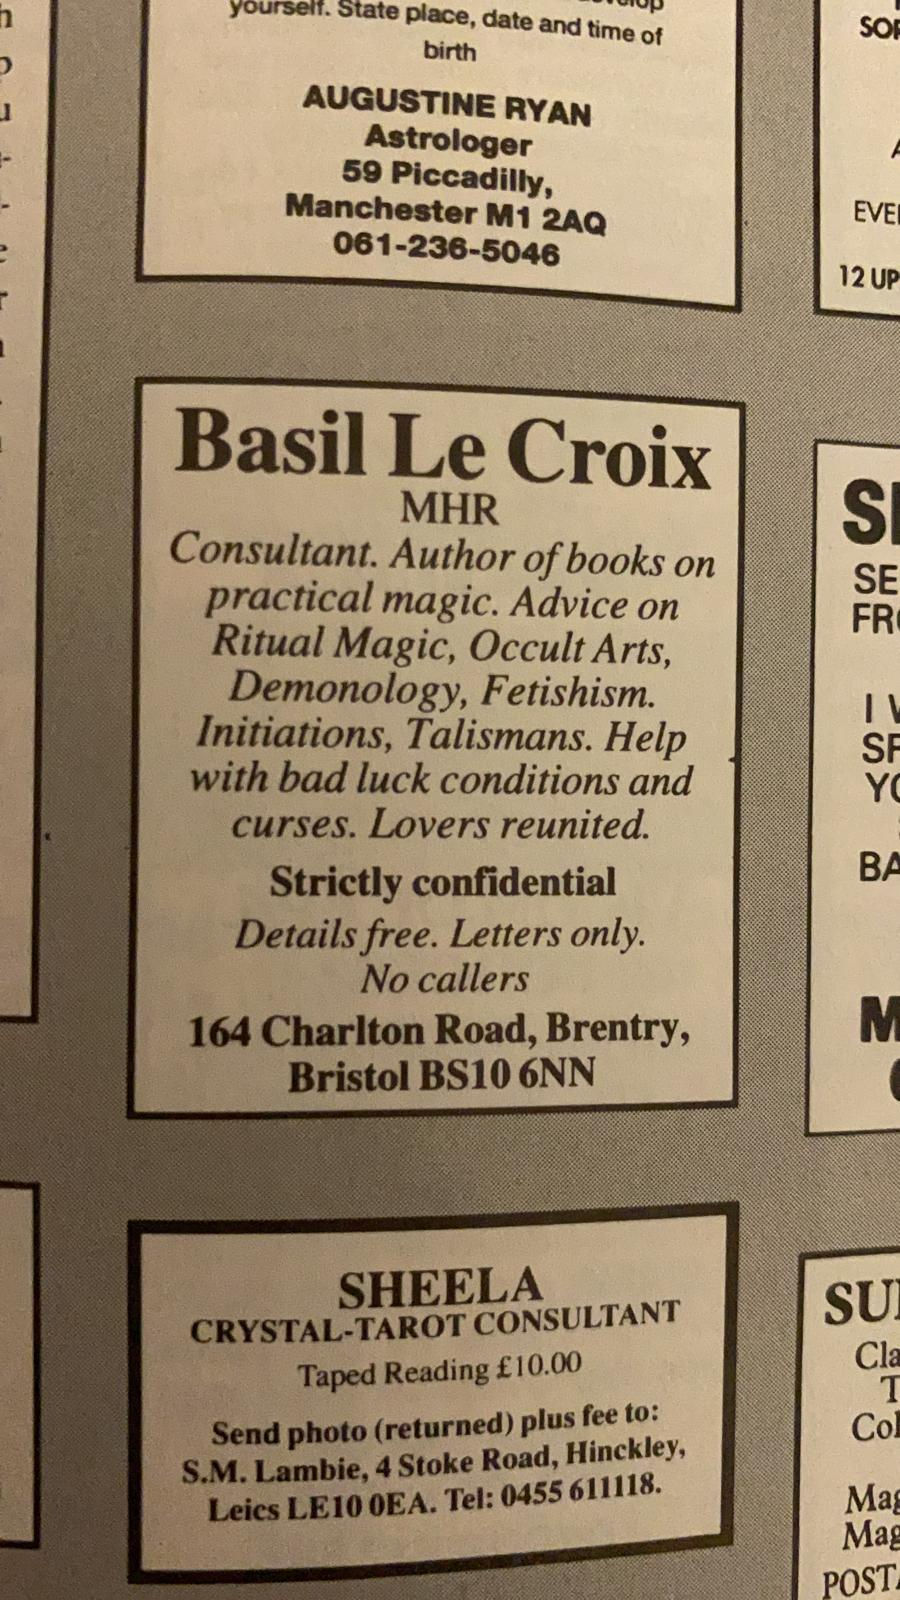 yourself. State place, date and time of
birth
AUGUSTINE RYAN
Astrologer
59 Piccadilly,
Manchester M1 2AQ
061-236-5046
Basil Le Croix
MHR
Consultant. Author of books on
practical magic. Advice on
Ritual Magic, Occult Arts,
Demonology, Fetishism.
Initiations, Talismans. Help
with bad luck conditions and
curses. Lovers reunited.
Strictly confidential
Details free. Letters only.
No callers
164 Charlton Road, Brentry,
Bristol BS10 6NN
SHEELA
CRYSTAL-TAROT CONSULTANT
Taped Reading £10.00
Send photo (returned) plus fee to:
S.M. Lambie, 4 Stoke Road, Hinckley,
Leics LE10 0EA. Tel: 0455 611118.
12 UP